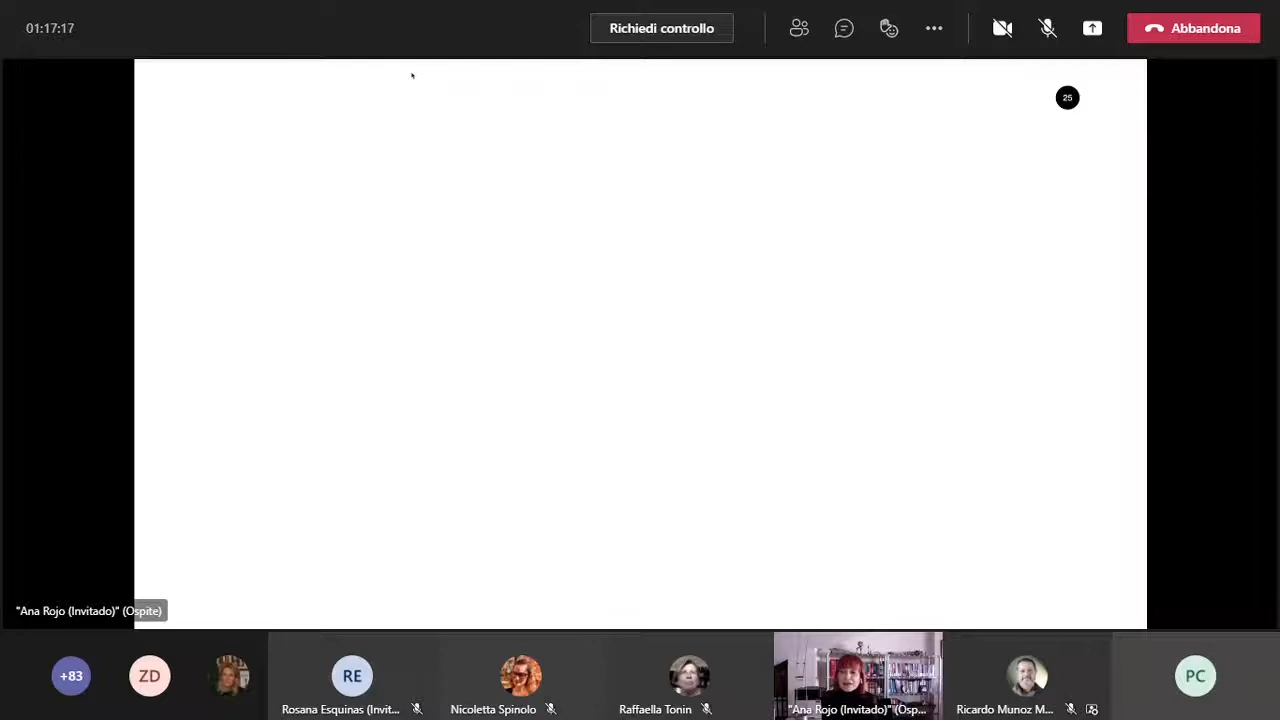 01:17:17
Richiedi controllo
Abbandona
25
"Ana Rojo (Invitado)" (Ospite)
+83
ZD
RE
PC
Rosana Esquinas (Invit...
Nicoletta Spinolo
Raffaella Tonin
"Ana Rojo (Invitado)" (Osp...
Ricardo Munoz M...